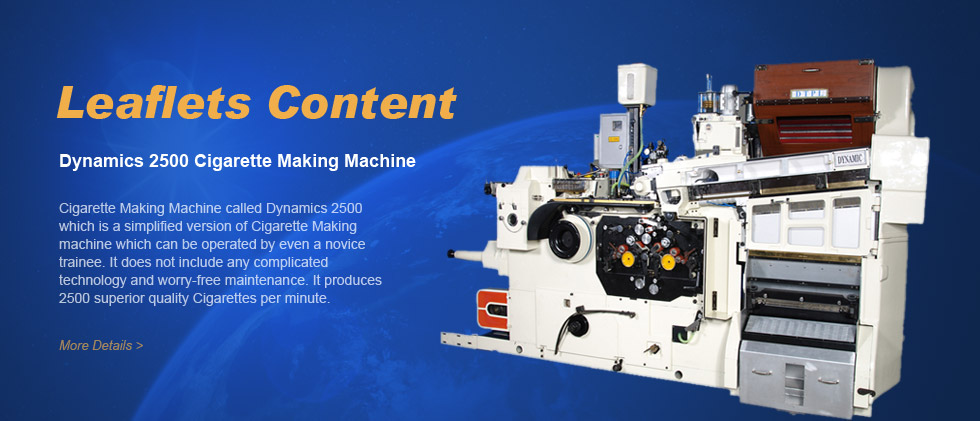 Leaflets Content
Dynamics 2500 Cigarette Making Machine
Cigarette Making Machine called Dynamics 2500
which is a simplified version of Cigarette Making
machine which can be operated by even a novice
trainee. It does not include any complicated
technology and worry-free maintenance. It produces
2500 superior quality Cigarettes per minute.
More Details >
DTPL
DYNAMIC